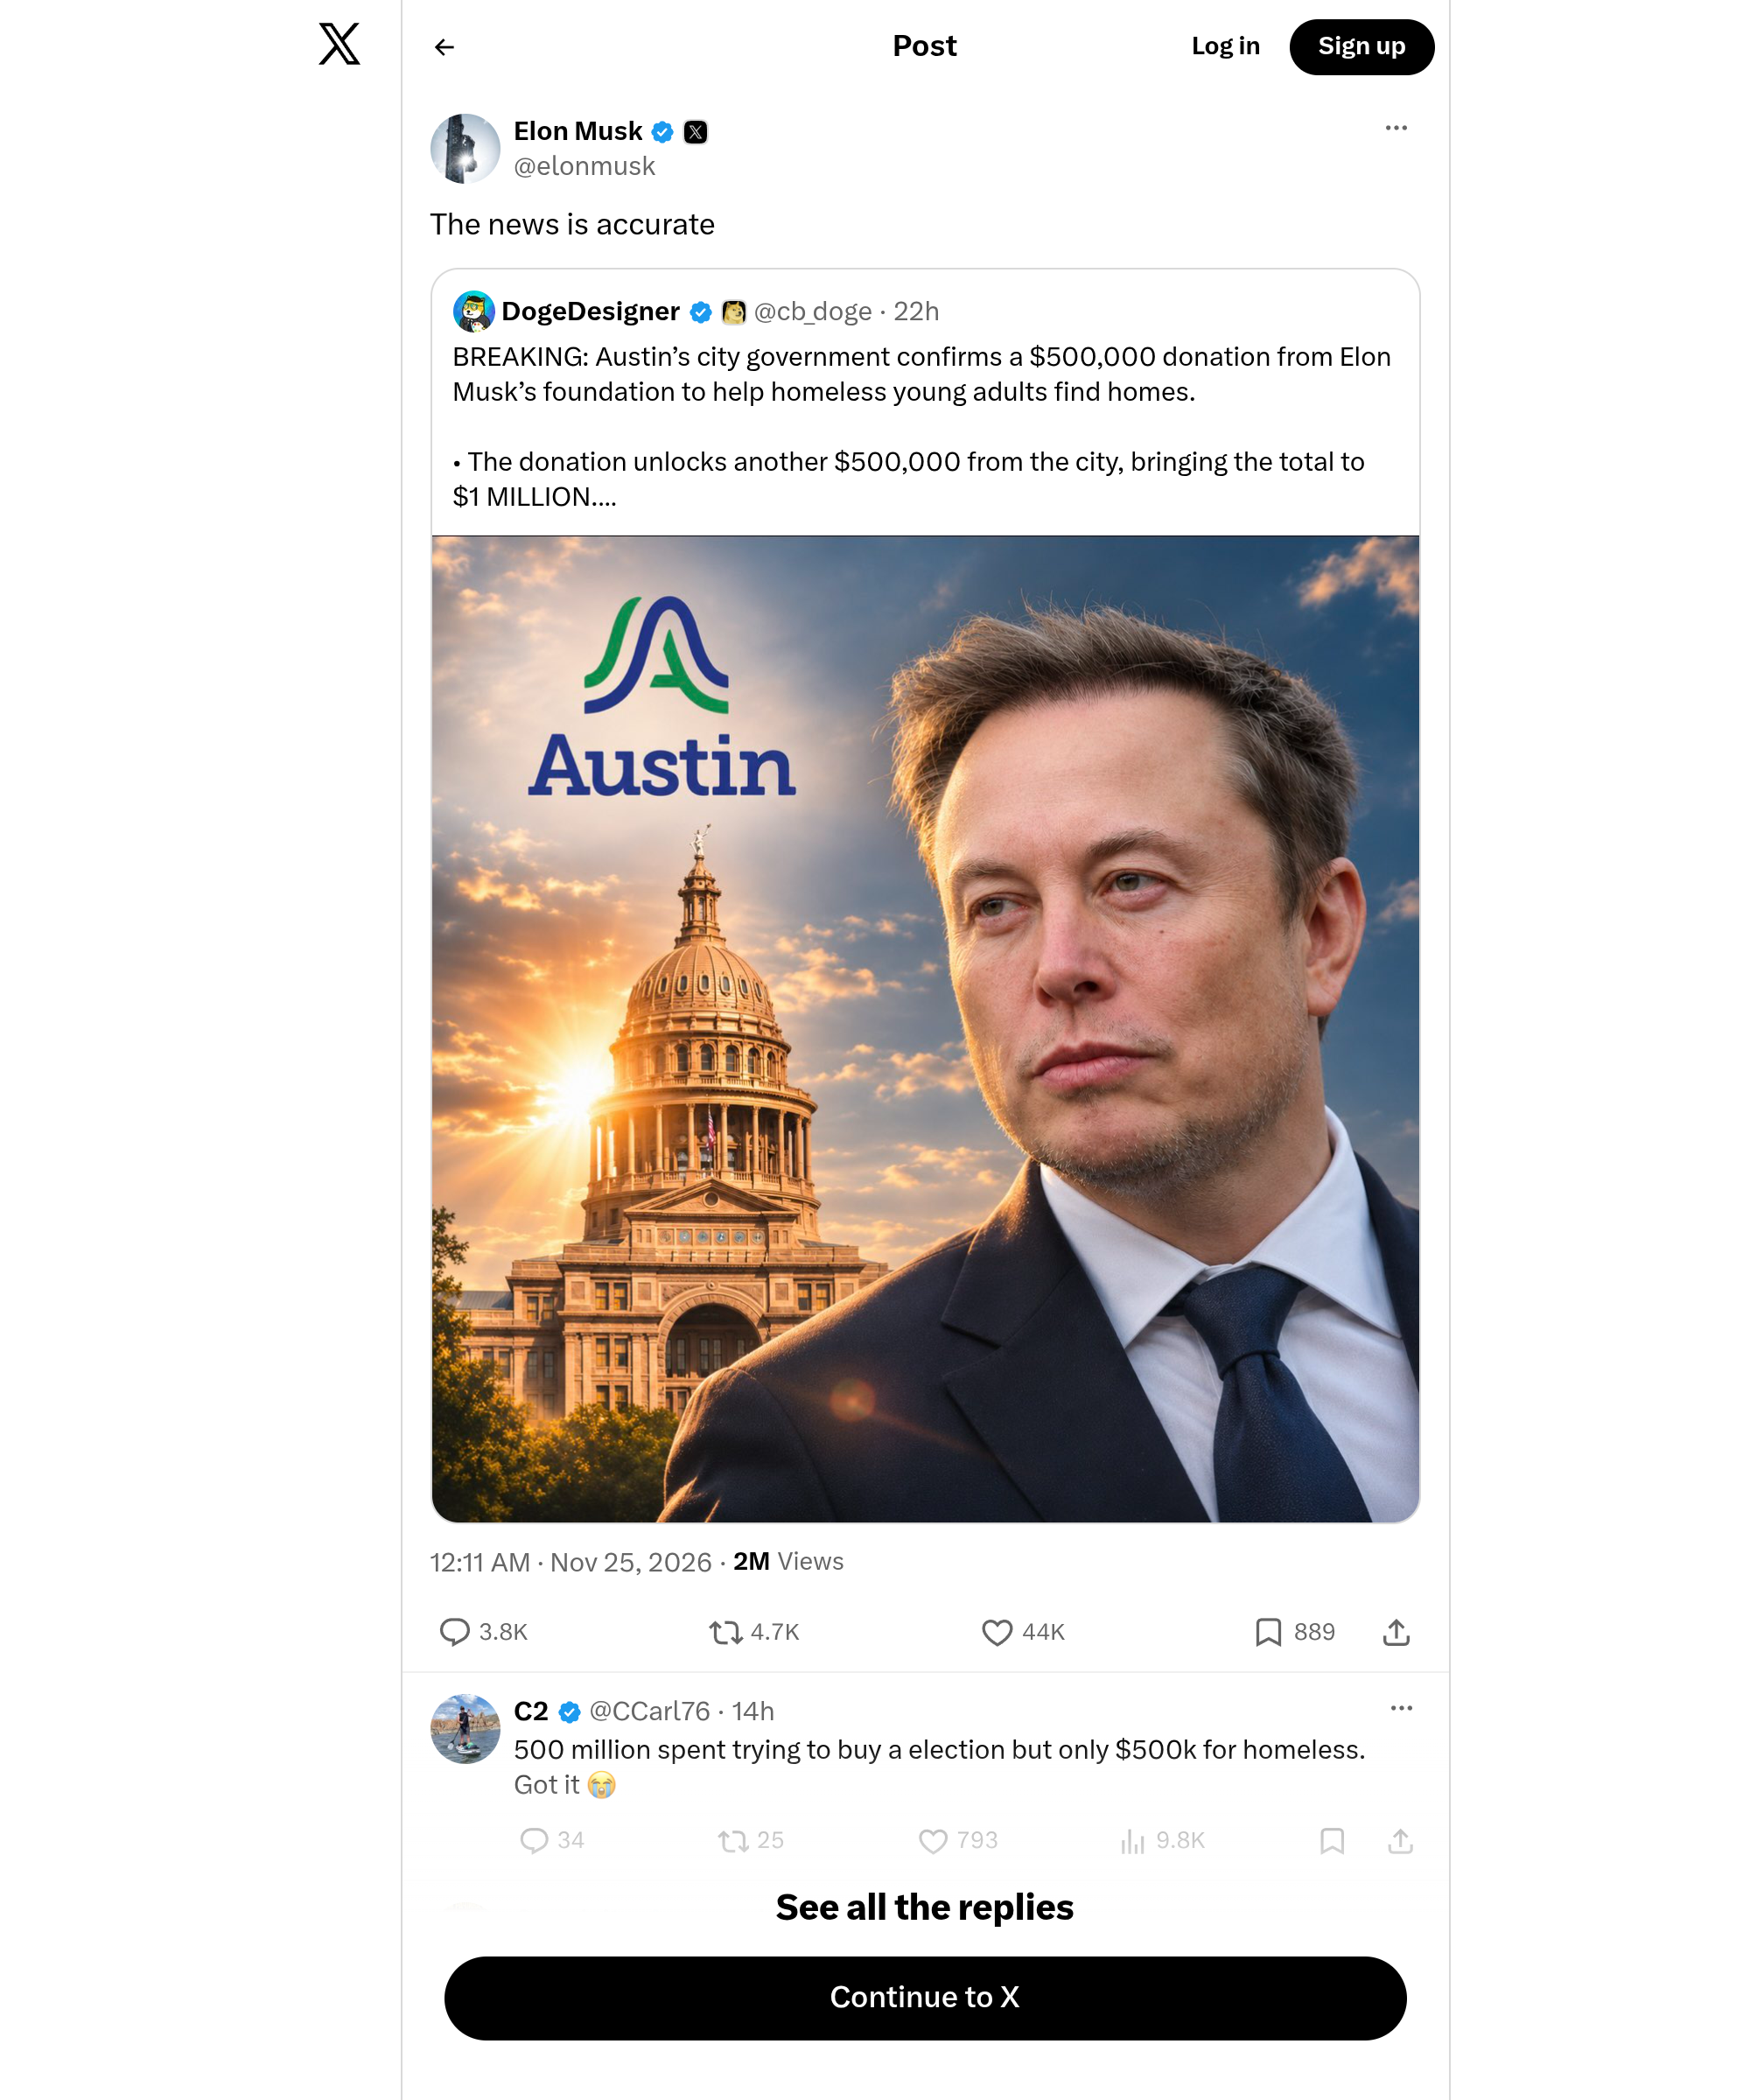 Post
Log in
Sign up
Elon Musk
@elonmusk
The news is accurate
DogeDesigner @cb_doge · 22h
BREAKING: Austin’s city government confirms a $500,000 donation from Elon
Musk’s foundation to help homeless young adults find homes.
• The donation unlocks another $500,000 from the city, bringing the total to
$1 MILLION....
Austin
12:11 AM · Nov 25, 2026 · 2M Views
3.8K
4.7K
44K
889
C2 @CCarl76 · 14h
500 million spent trying to buy a election but only $500k for homeless.
Got it 😭
34
25
793
9.8K
See all the replies
Continue to X